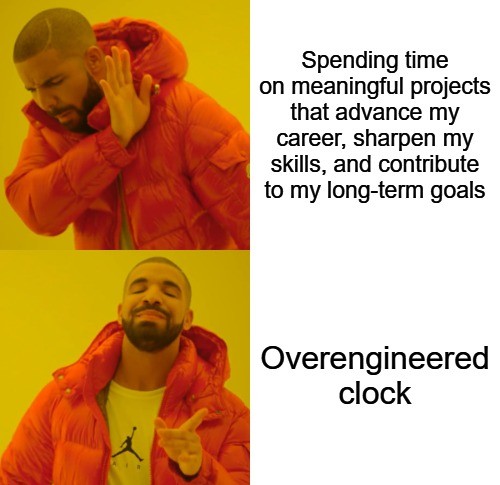 Spending time
on meaningful projects
that advance my
career, sharpen my
skills, and contribute
to my long-term goals
Overengineered
clock